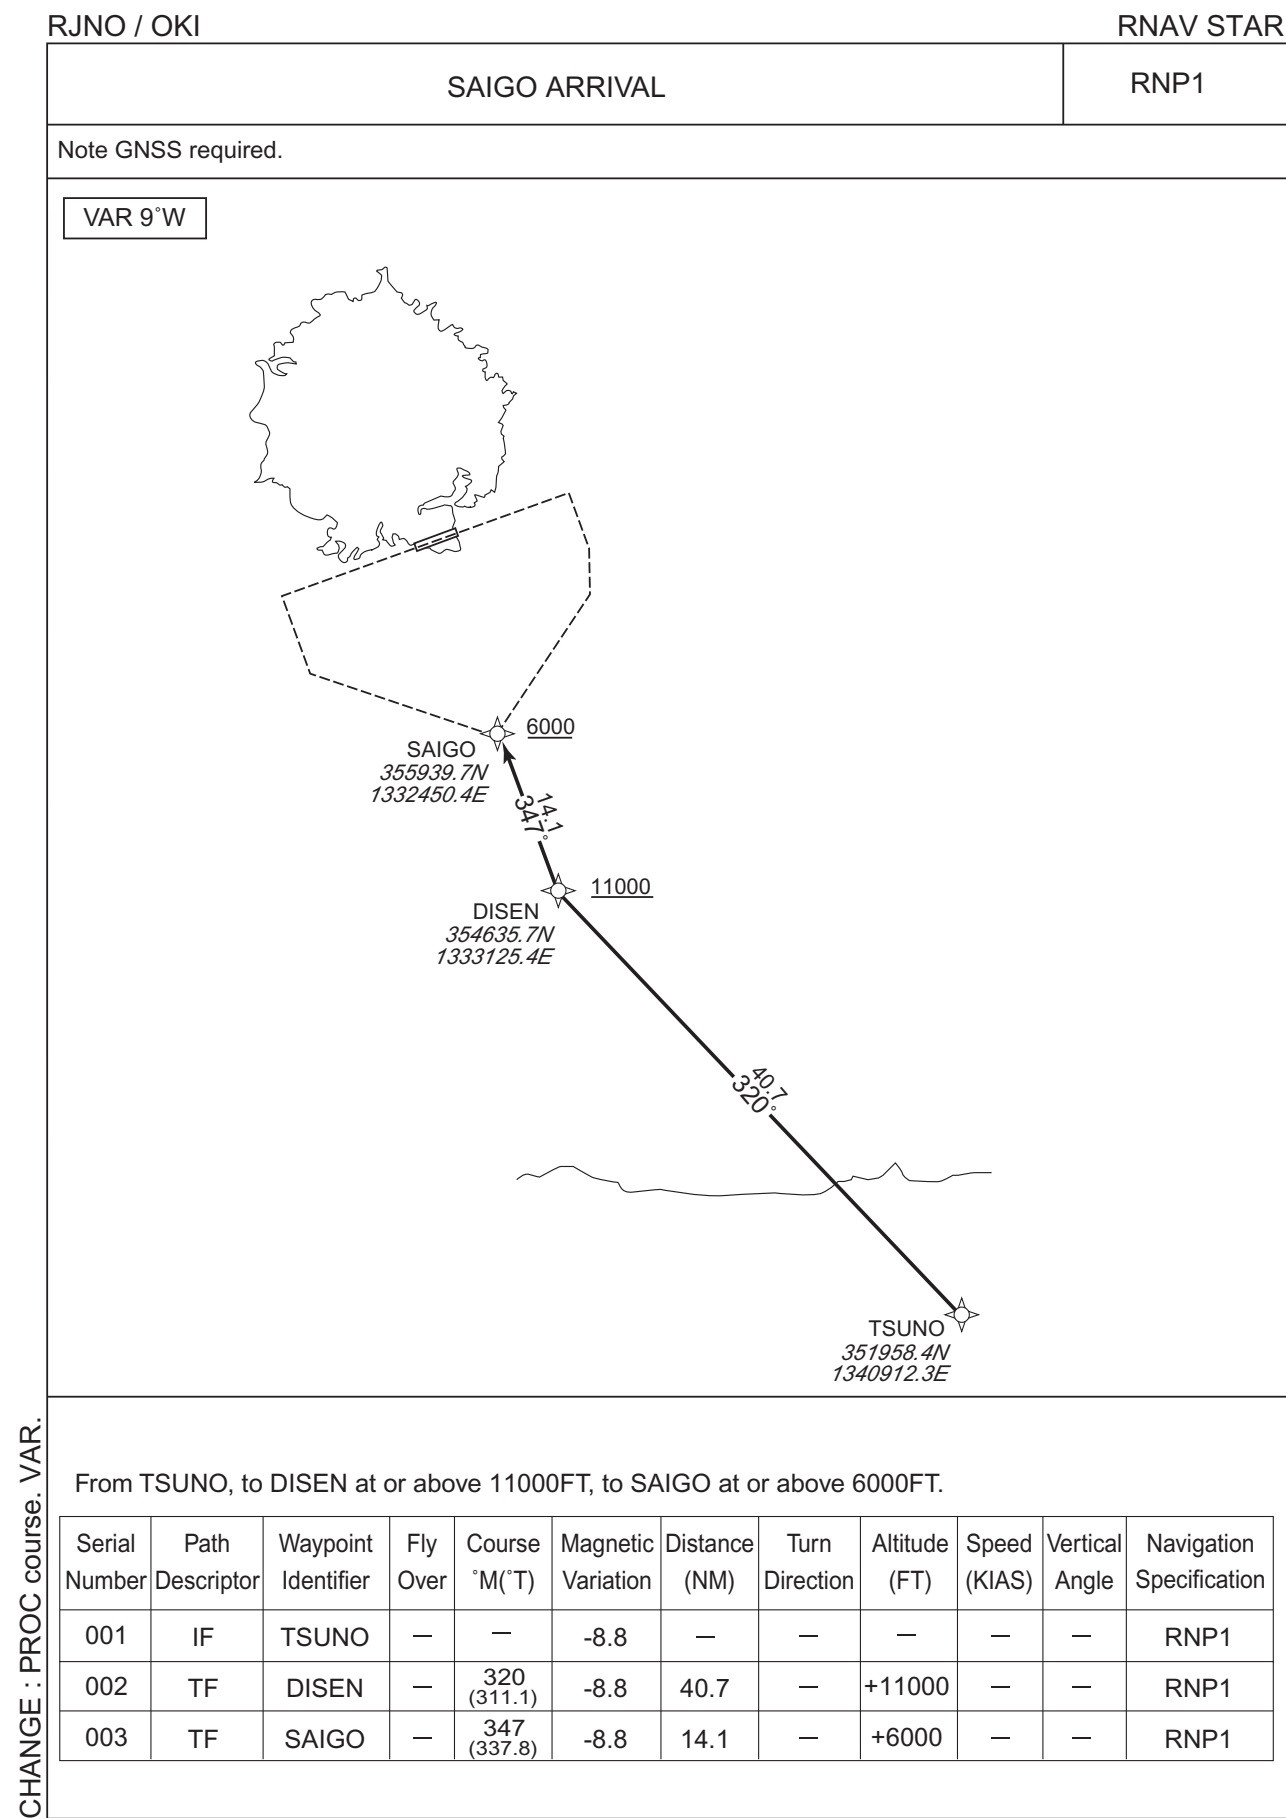 RJNO / OKI
RNAV STAR
SAIGO ARRIVAL
RNP1
Note GNSS required.
VAR 9˚W
6000
SAIGO
355939.7N
1332450.4E
14.1
347˚
11000
DISEN
354635.7N
1333125.4E
40.7
320˚
TSUNO
351958.4N
1340912.3E
From TSUNO, to DISEN at or above 11000FT, to SAIGO at or above 6000FT.
Serial Number Path Descriptor Waypoint Identifier Fly Over Course ˚M(˚T) Magnetic Variation Distance (NM) Turn Direction Altitude (FT) Speed (KIAS) Vertical Angle Navigation Specification
001 IF TSUNO — — -8.8 — — — — — RNP1
002 TF DISEN — 320 (311.1) -8.8 40.7 — +11000 — — RNP1
003 TF SAIGO — 347 (337.8) -8.8 14.1 — +6000 — — RNP1
CHANGE : PROC course. VAR.